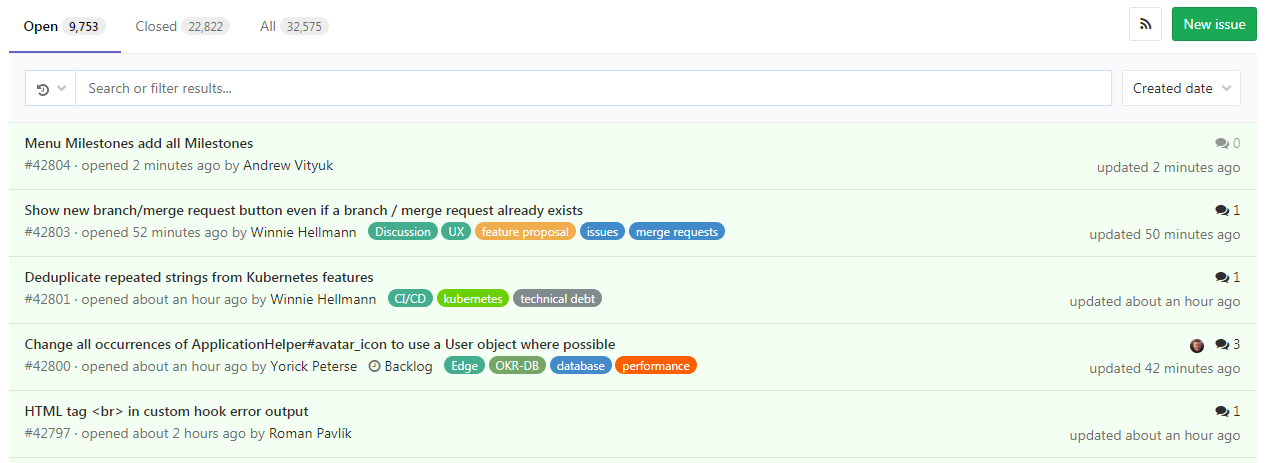 Open 9,753 Closed 22,822 All 32,575 New issue
Search or filter results... Created date
Menu Milestones add all Milestones 0
#42804 · opened 2 minutes ago by Andrew Vityuk updated 2 minutes ago
Show new branch/merge request button even if a branch / merge request already exists 1
#42803 · opened 52 minutes ago by Winnie Hellmann Discussion UX feature proposal issues merge requests updated 50 minutes ago
Deduplicate repeated strings from Kubernetes features 1
#42801 · opened about an hour ago by Winnie Hellmann CI/CD kubernetes technical debt updated about an hour ago
Change all occurrences of ApplicationHelper#avatar_icon to use a User object where possible 3
#42800 · opened about an hour ago by Yorick Peterse Backlog Edge OKR-DB database performance updated 42 minutes ago
HTML tag <br> in custom hook error output 1
#42797 · opened about 2 hours ago by Roman Pavlík updated about an hour ago